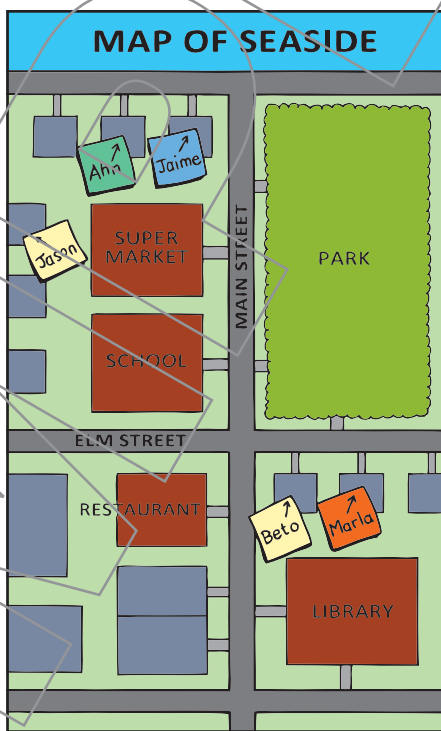 MAP OF SEASIDE
Ahn
Jaime
Jason
SUPER
MARKET
MAIN STREET
PARK
SCHOOL
ELM STREET
RESTAURANT
Beto
Marla
LIBRARY